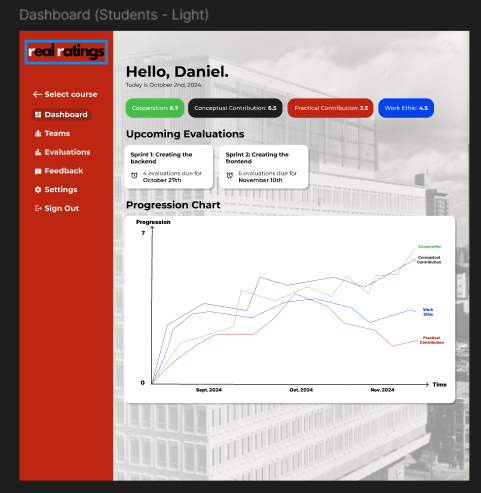 Dashboard (Students - Light)
real ratings
Select course
Dashboard
Teams
Evaluations
Feedback
Settings
Sign Out
Hello, Daniel.
Today is October 2nd, 2024
Cooperation: 6.7
Conceptual Contribution: 6.5
Practical Contribution: 2.5
Work Ethic: 4.5
Upcoming Evaluations
Sprint 1: Creating the
backend
4 evaluations due for
October 27th
Sprint 2: Creating the
frontend
6 evaluations due for
November 10th
Progression Chart
Progression
7
Cooperation
Conceptual
Contribution
Work
Ethic
Practical
Contribution
0
Time
Sept. 2024
Oct. 2024
Nov. 2024